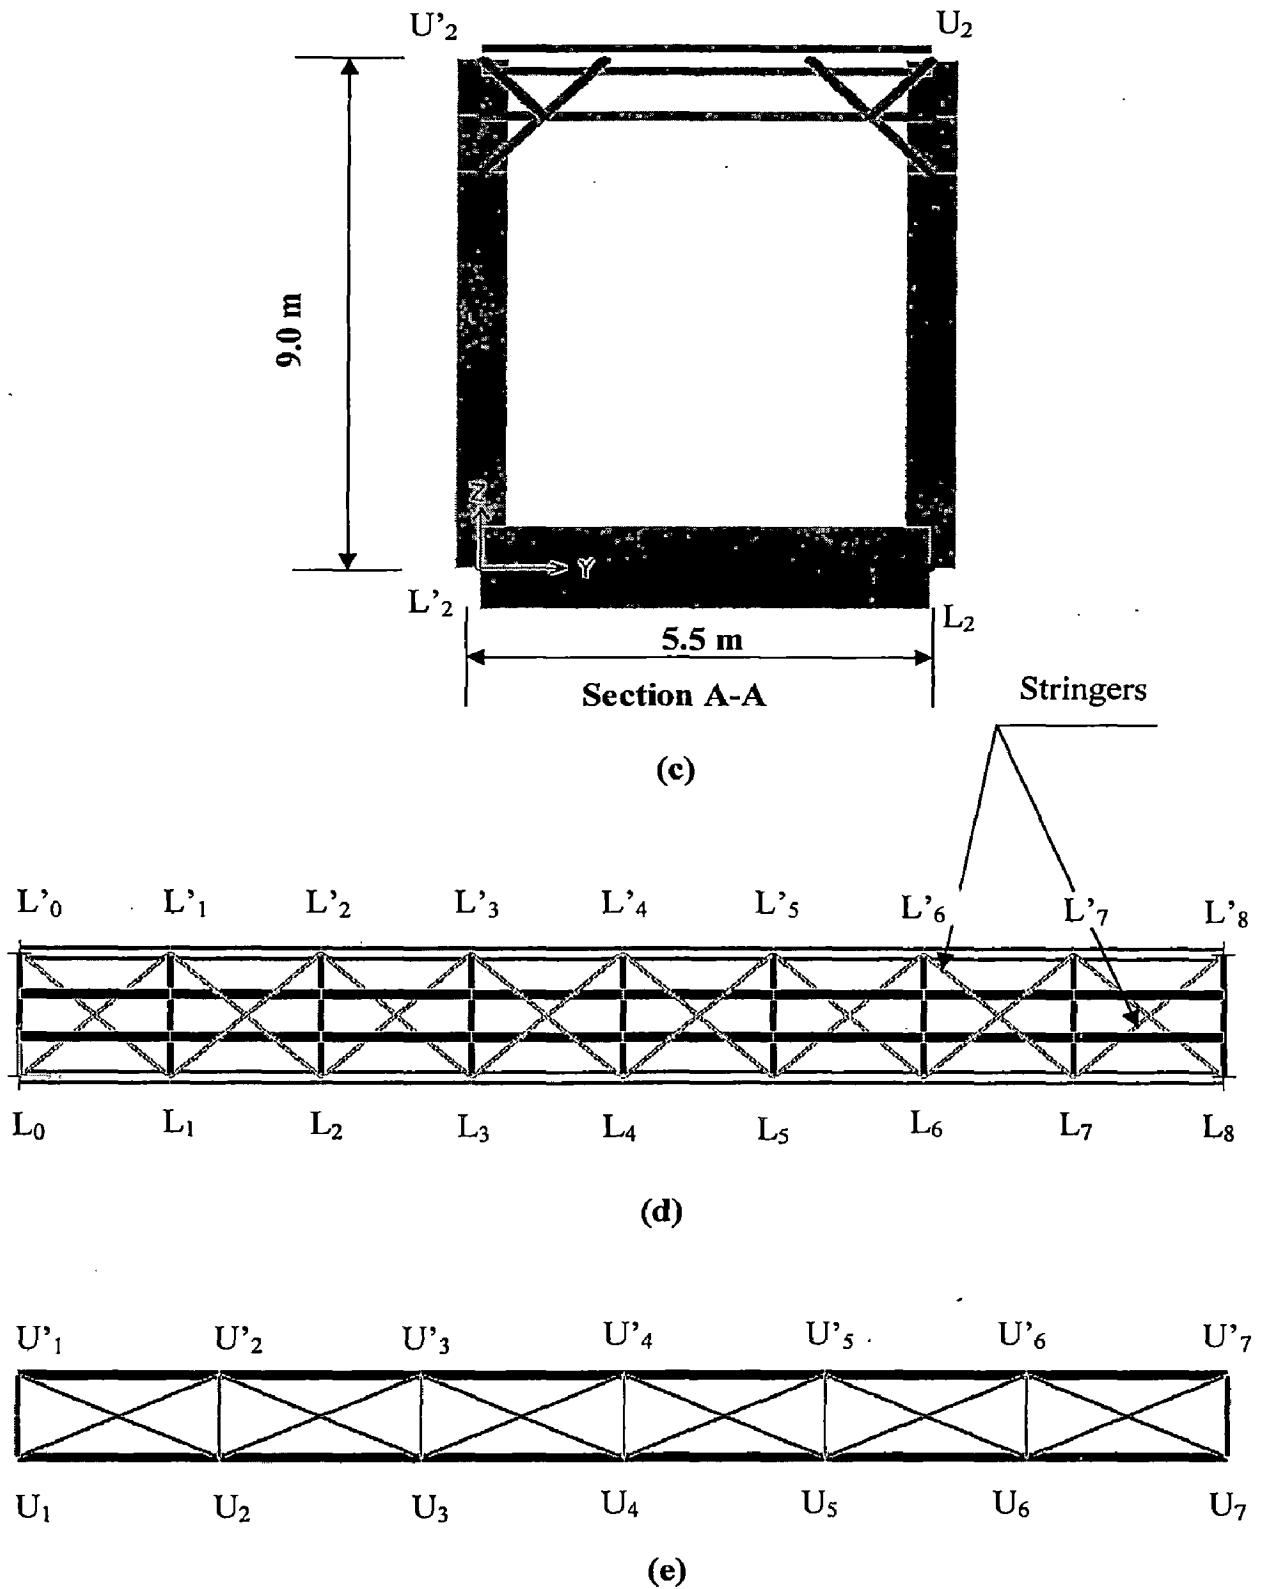 U'₂ U₂
9.0 m
Z
Y
L'₂ L₂
5.5 m
Section A-A
Stringers
(c)
L'₀ L'₁ L'₂ L'₃ L'₄ L'₅ L'₆ L'₇ L'₈
L₀ L₁ L₂ L₃ L₄ L₅ L₆ L₇ L₈
(d)
U'₁ U'₂ U'₃ U'₄ U'₅ U'₆ U'₇
U₁ U₂ U₃ U₄ U₅ U₆ U₇
(e)